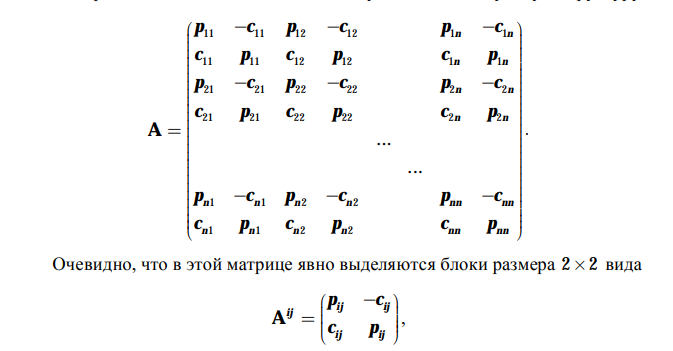 p₁₁ −c₁₁ p₁₂ −c₁₂ p₁ₙ −c₁ₙ
c₁₁ p₁₁ c₁₂ p₁₂ c₁ₙ p₁ₙ
p₂₁ −c₂₁ p₂₂ −c₂₂ p₂ₙ −c₂ₙ
A = c₂₁ p₂₁ c₂₂ p₂₂ c₂ₙ p₂ₙ .
...
...
pₙ₁ −cₙ₁ pₙ₂ −cₙ₂ pₙₙ −cₙₙ
cₙ₁ pₙ₁ cₙ₂ pₙ₂ cₙₙ pₙₙ
Очевидно, что в этой матрице явно выделяются блоки размера 2 × 2 вида
pᵢⱼ −cᵢⱼ
Aⁱʲ = ,
cᵢⱼ pᵢⱼ